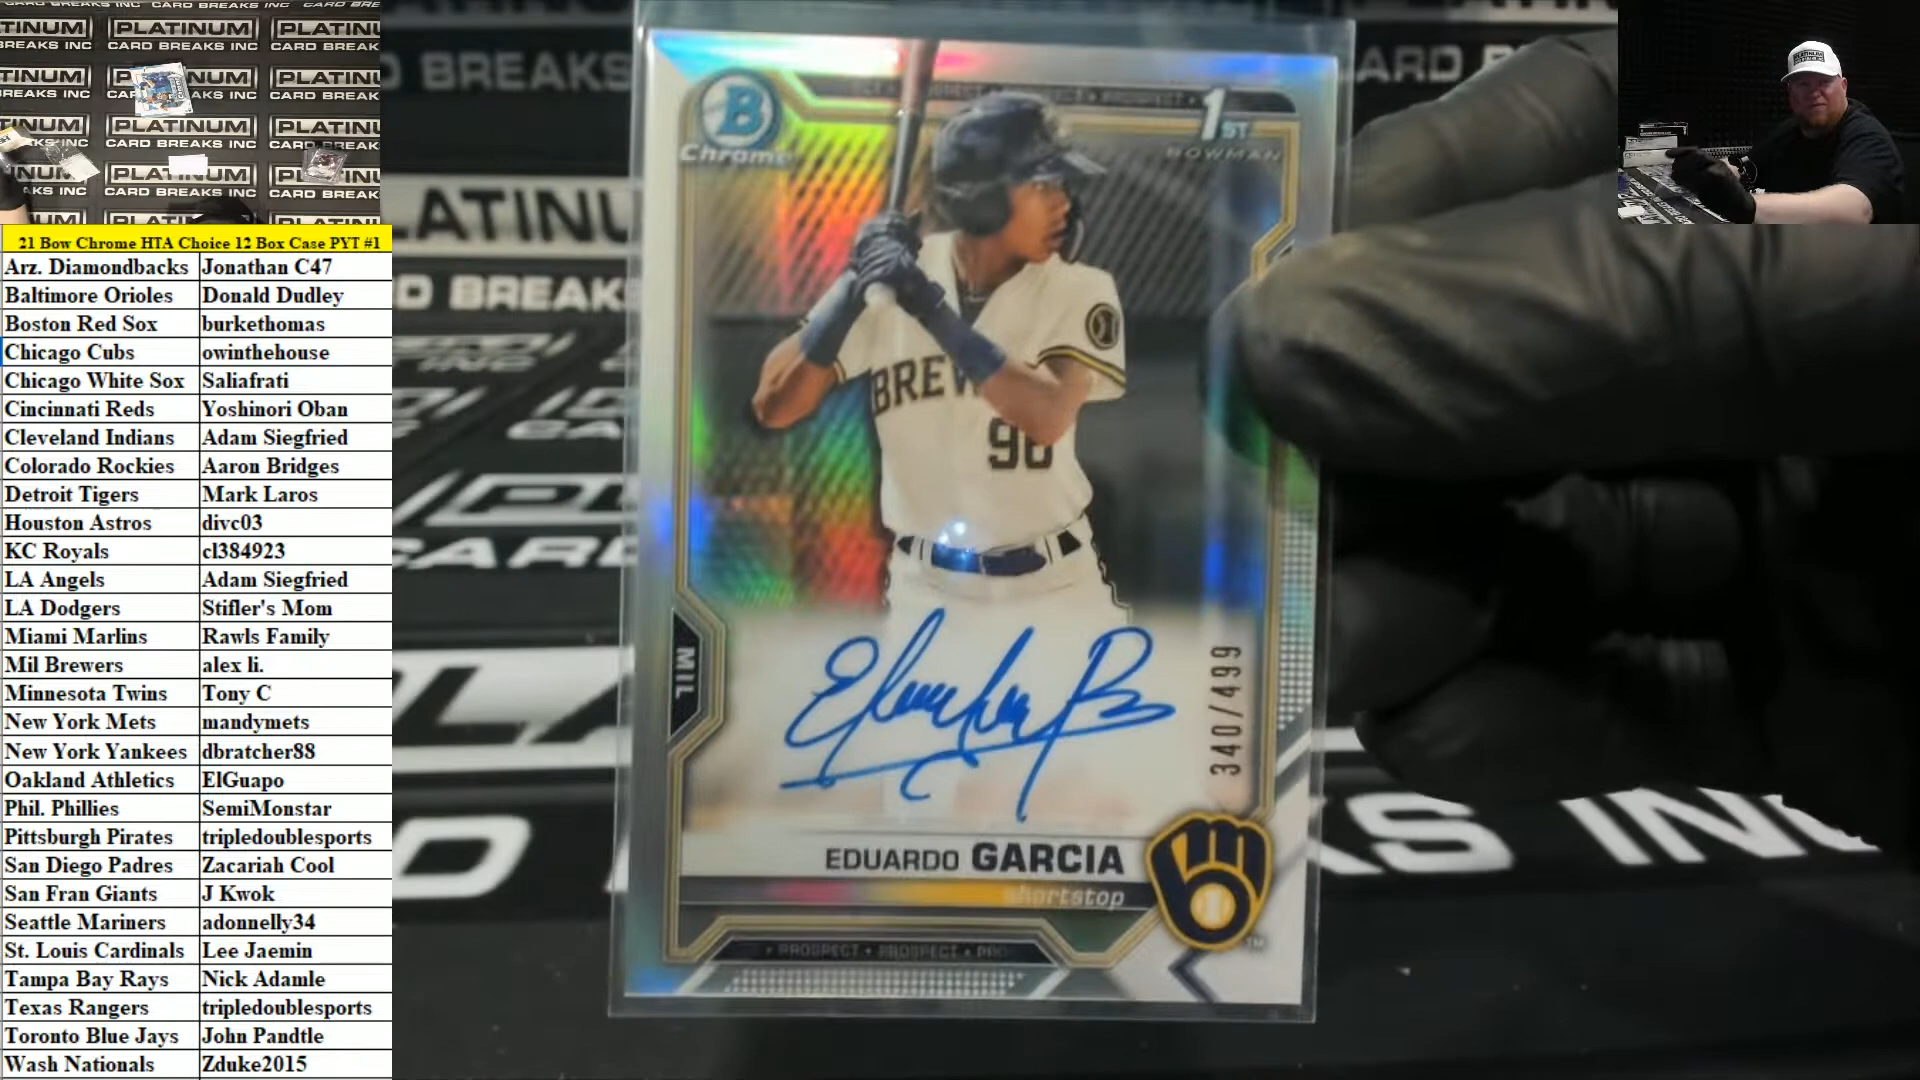 PLATINUM
CARD BREAKS INC
21 Bow Chrome HTA Choice 12 Box Case PYT #1
Arz. Diamondbacks Jonathan C47
Baltimore Orioles Donald Dudley
Boston Red Sox burkethomas
Chicago Cubs owinthehouse
Chicago White Sox Saliafrati
Cincinnati Reds Yoshinori Oban
Cleveland Indians Adam Siegfried
Colorado Rockies Aaron Bridges
Detroit Tigers Mark Laros
Houston Astros divc03
KC Royals cl384923
LA Angels Adam Siegfried
LA Dodgers Stifler's Mom
Miami Marlins Rawls Family
Mil Brewers alex li.
Minnesota Twins Tony C
New York Mets mandymets
New York Yankees dbratcher88
Oakland Athletics ElGuapo
Phil. Phillies SemiMonstar
Pittsburgh Pirates tripledoublesports
San Diego Padres Zacariah Cool
San Fran Giants J Kwok
Seattle Mariners adonnelly34
St. Louis Cardinals Lee Jaemin
Tampa Bay Rays Nick Adamle
Texas Rangers tripledoublesports
Toronto Blue Jays John Pandtle
Wash Nationals Zduke2015
B
Chrome
PROSPECT
1ST
BOWMAN
BREW
96
MIL
340/499
EDUARDO GARCIA
shortstop
PROSPECT • PROSPECT • PRO